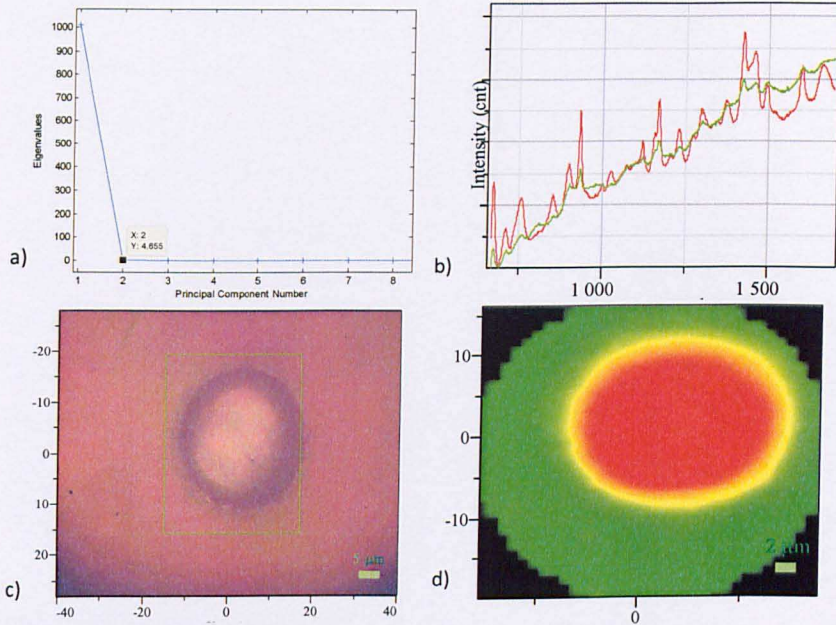 1000
900
800
700
600
500
400
300
200
100
0
Eigenvalues
X: 2
Y: 4.655
1 2 3 4 5 6 7 8
Principal Component Number
a)
Intensity (cnt)
1 000 1 500
b)
-20
-10
0
10
20
-40 -20 0 20 40
5 µm
c)
10
0
-10
0
2 µm
d)